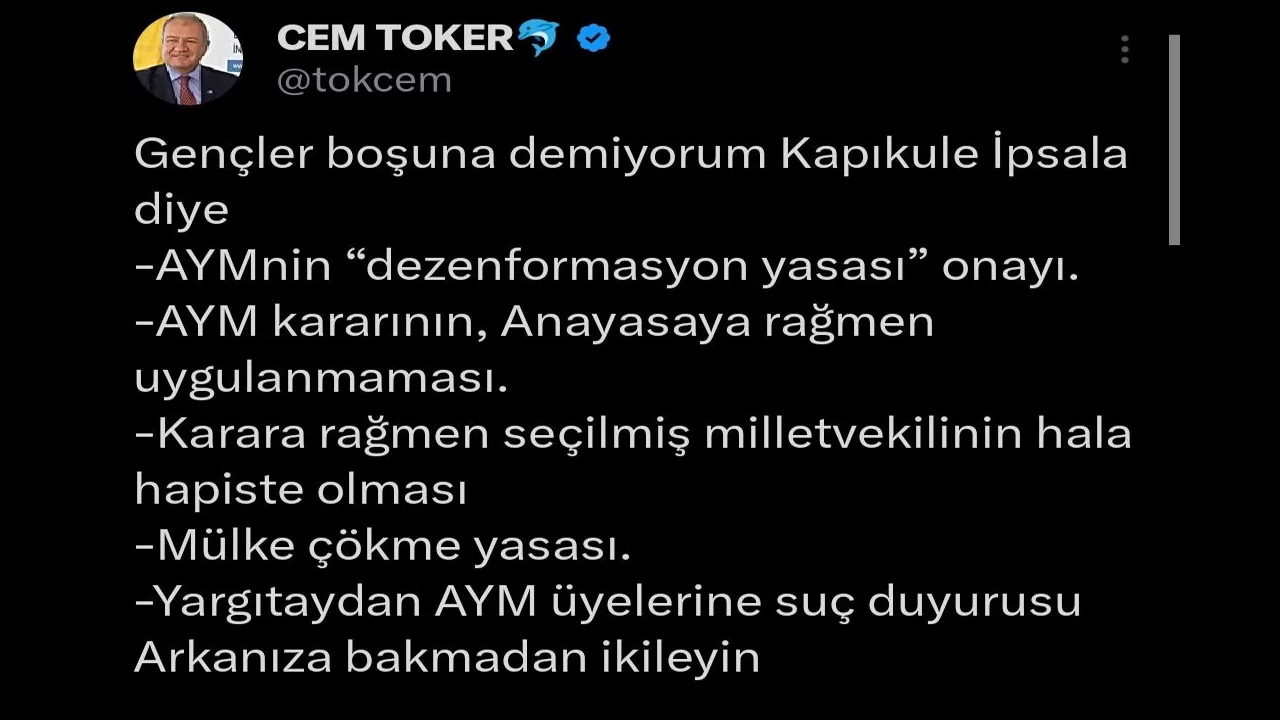 CEM TOKER🐬
@tokcem
Gençler boşuna demiyorum Kapıkule İpsala
diye
-AYMnin “dezenformasyon yasası” onayı.
-AYM kararının, Anayasaya rağmen
uygulanmaması.
-Karara rağmen seçilmiş milletvekilinin hala
hapiste olması
-Mülke çökme yasası.
-Yargıtaydan AYM üyelerine suç duyurusu
Arkanıza bakmadan ikileyin